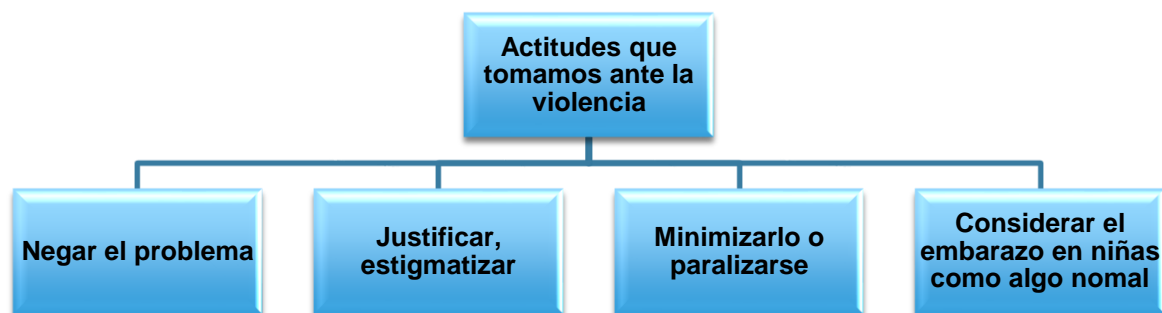 Actitudes que
tomamos ante la
violencia
Negar el problema
Justificar,
estigmatizar
Minimizarlo o
paralizarse
Considerar el
embarazo en niñas
como algo nomal